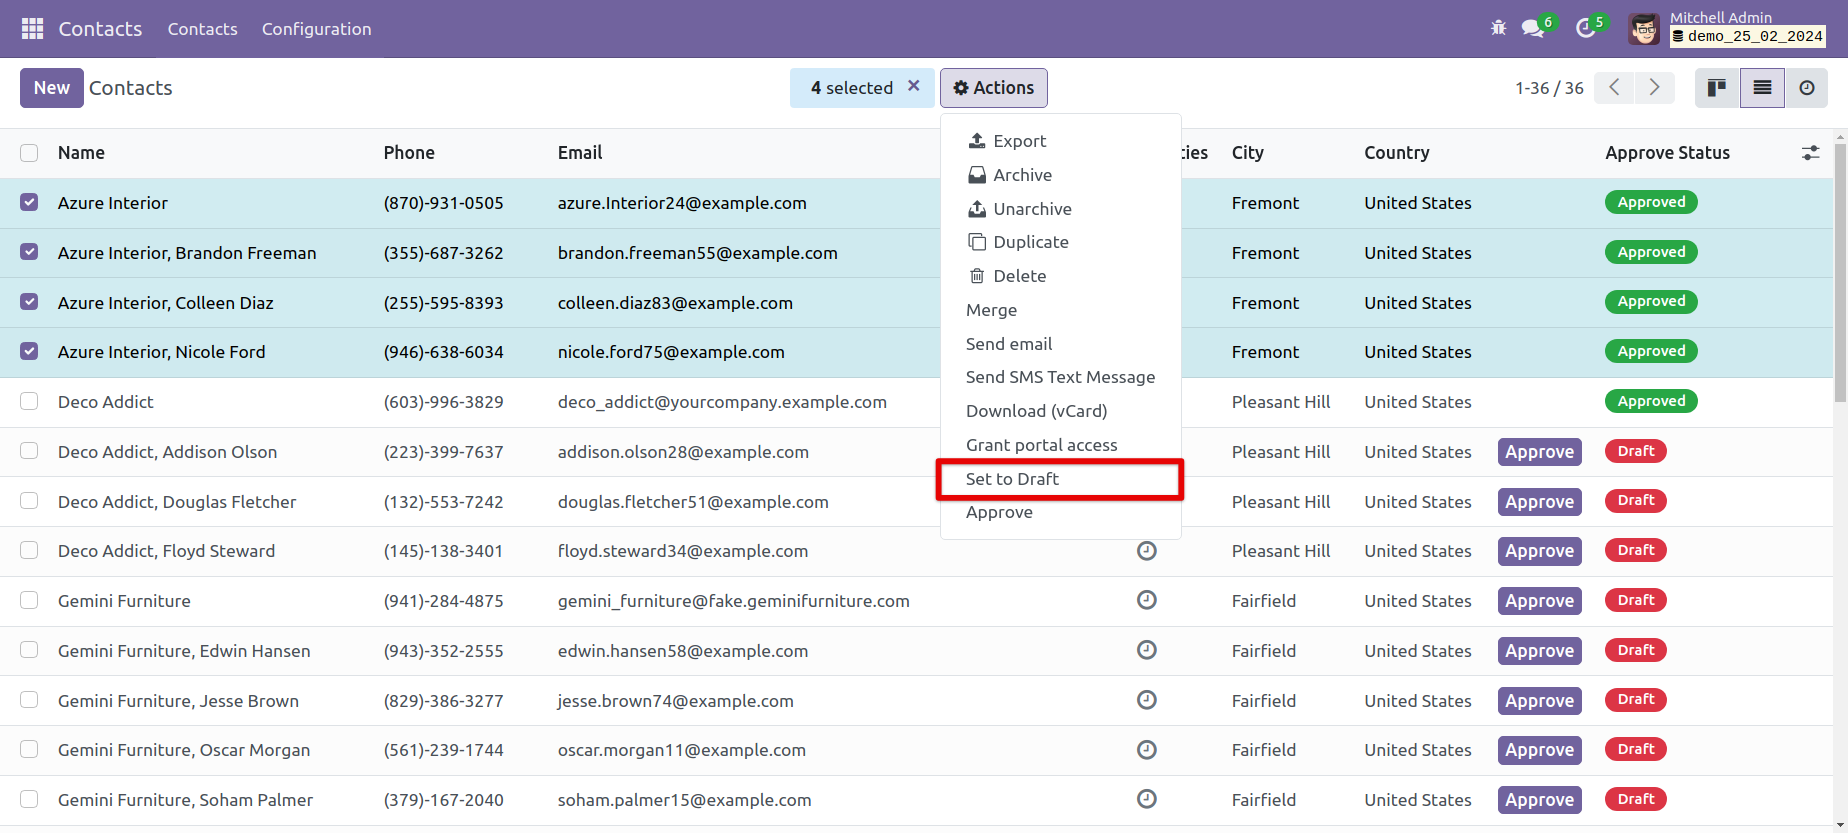 Contacts Contacts Configuration 6 5 Mitchell Admin
demo_25_02_2024
New Contacts 4 selected × Actions 1-36 / 36
Export
Archive
Unarchive
Duplicate
Delete
Merge
Send email
Send SMS Text Message
Download (vCard)
Grant portal access
Set to Draft
Approve
Name Phone Email ties City Country Approve Status
Azure Interior (870)-931-0505 azure.Interior24@example.com Fremont United States Approved
Azure Interior, Brandon Freeman (355)-687-3262 brandon.freeman55@example.com Fremont United States Approved
Azure Interior, Colleen Diaz (255)-595-8393 colleen.diaz83@example.com Fremont United States Approved
Azure Interior, Nicole Ford (946)-638-6034 nicole.ford75@example.com Fremont United States Approved
Deco Addict (603)-996-3829 deco_addict@yourcompany.example.com Pleasant Hill United States Approved
Deco Addict, Addison Olson (223)-399-7637 addison.olson28@example.com Pleasant Hill United States Approve Draft
Deco Addict, Douglas Fletcher (132)-553-7242 douglas.fletcher51@example.com Pleasant Hill United States Approve Draft
Deco Addict, Floyd Steward (145)-138-3401 floyd.steward34@example.com Pleasant Hill United States Approve Draft
Gemini Furniture (941)-284-4875 gemini_furniture@fake.geminifurniture.com Fairfield United States Approve Draft
Gemini Furniture, Edwin Hansen (943)-352-2555 edwin.hansen58@example.com Fairfield United States Approve Draft
Gemini Furniture, Jesse Brown (829)-386-3277 jesse.brown74@example.com Fairfield United States Approve Draft
Gemini Furniture, Oscar Morgan (561)-239-1744 oscar.morgan11@example.com Fairfield United States Approve Draft
Gemini Furniture, Soham Palmer (379)-167-2040 soham.palmer15@example.com Fairfield United States Approve Draft